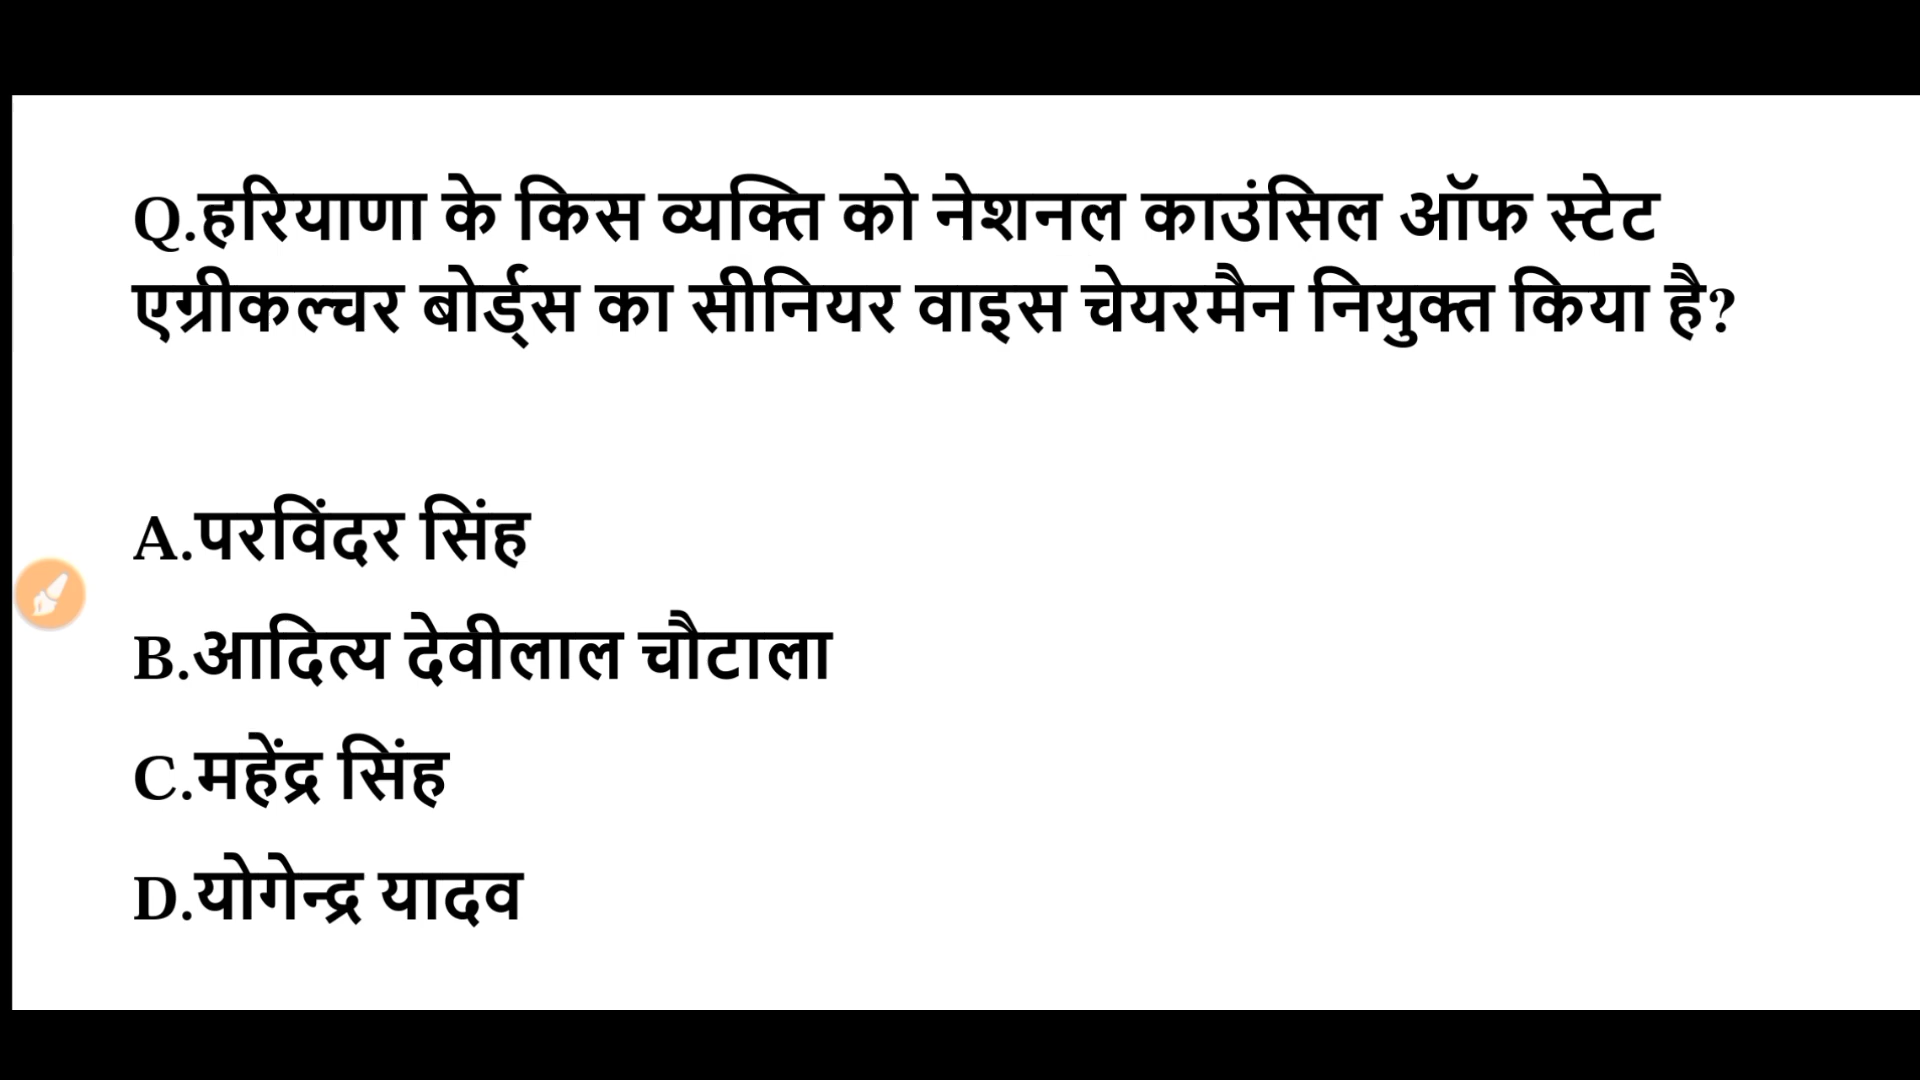 Q.हरियाणा के किस व्यक्ति को नेशनल काउंसिल ऑफ स्टेट
एग्रीकल्चर बोर्ड्स का सीनियर वाइस चेयरमैन नियुक्त किया है?
A.परविंदर सिंह
B.आदित्य देवीलाल चौटाला
C.महेंद्र सिंह
D.योगेन्द्र यादव